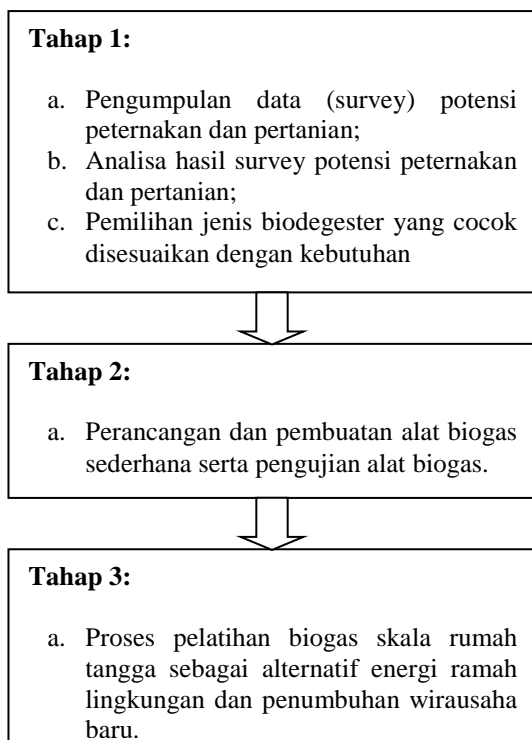 Tahap 1:
a. Pengumpulan data (survey) potensi
peternakan dan pertanian;
b. Analisa hasil survey potensi peternakan
dan pertanian;
c. Pemilihan jenis biodegester yang cocok
disesuaikan dengan kebutuhan
Tahap 2:
a. Perancangan dan pembuatan alat biogas
sederhana serta pengujian alat biogas.
Tahap 3:
a. Proses pelatihan biogas skala rumah
tangga sebagai alternatif energi ramah
lingkungan dan penumbuhan wirausaha
baru.